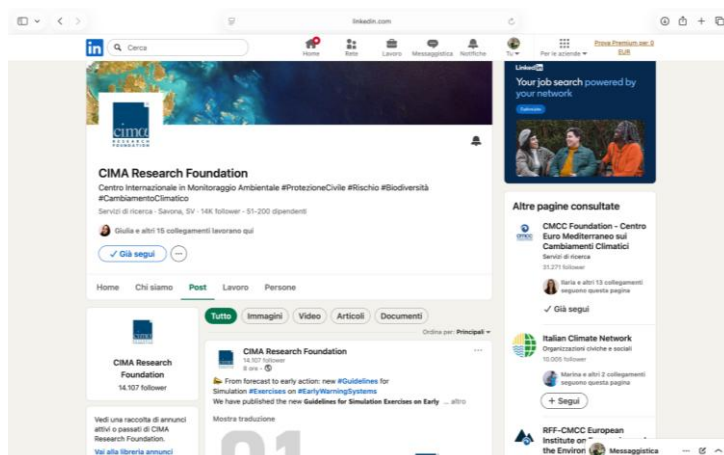 linkedin.com
in
Cerca
Home
Rete
Lavoro
Messaggistica
Notifiche
Tu
Per le aziende
Prova Premium per 0
EUR
cima
RESEARCH
FOUNDATION
CIMA Research Foundation
Centro Internazionale in Monitoraggio Ambientale #ProtezioneCivile #Rischio #Biodiversità
#CambiamentoClimatico
Servizi di ricerca · Savona, SV · 14K follower · 51-200 dipendenti
Giulia e altri 15 collegamenti lavorano qui
✓ Già segui
Home Chi siamo Post Lavoro Persone
CIMA Research
Foundation
14.107 follower
Vedi una raccolta di annunci
attivi o passati di CIMA
Research Foundation.
Vai alla libreria annunci
Tutto Immagini Video Articoli Documenti
Ordina per: Principali
CIMA Research Foundation
14.107 follower
8 ore •
From forecast to early action: new #Guidelines for
Simulation #Exercises on #EarlyWarningSystems
We have published the new Guidelines for Simulation Exercises on Early ... altro
Mostra traduzione
LinkedIn
Your job search powered by
your network
Altre pagine consultate
CMCC Foundation - Centro
Euro Mediterraneo sui
Cambiamenti Climatici
Servizi di ricerca
31.271 follower
Ilaria e altri 13 collegamenti
seguono questa pagina
✓ Già segui
Italian Climate Network
Organizzazioni civiche e sociali
10.005 follower
Marina e altri 2 collegamenti
seguono questa pagina
+ Segui
RFF-CMCC European
Institute on
the Environ
Messaggistica